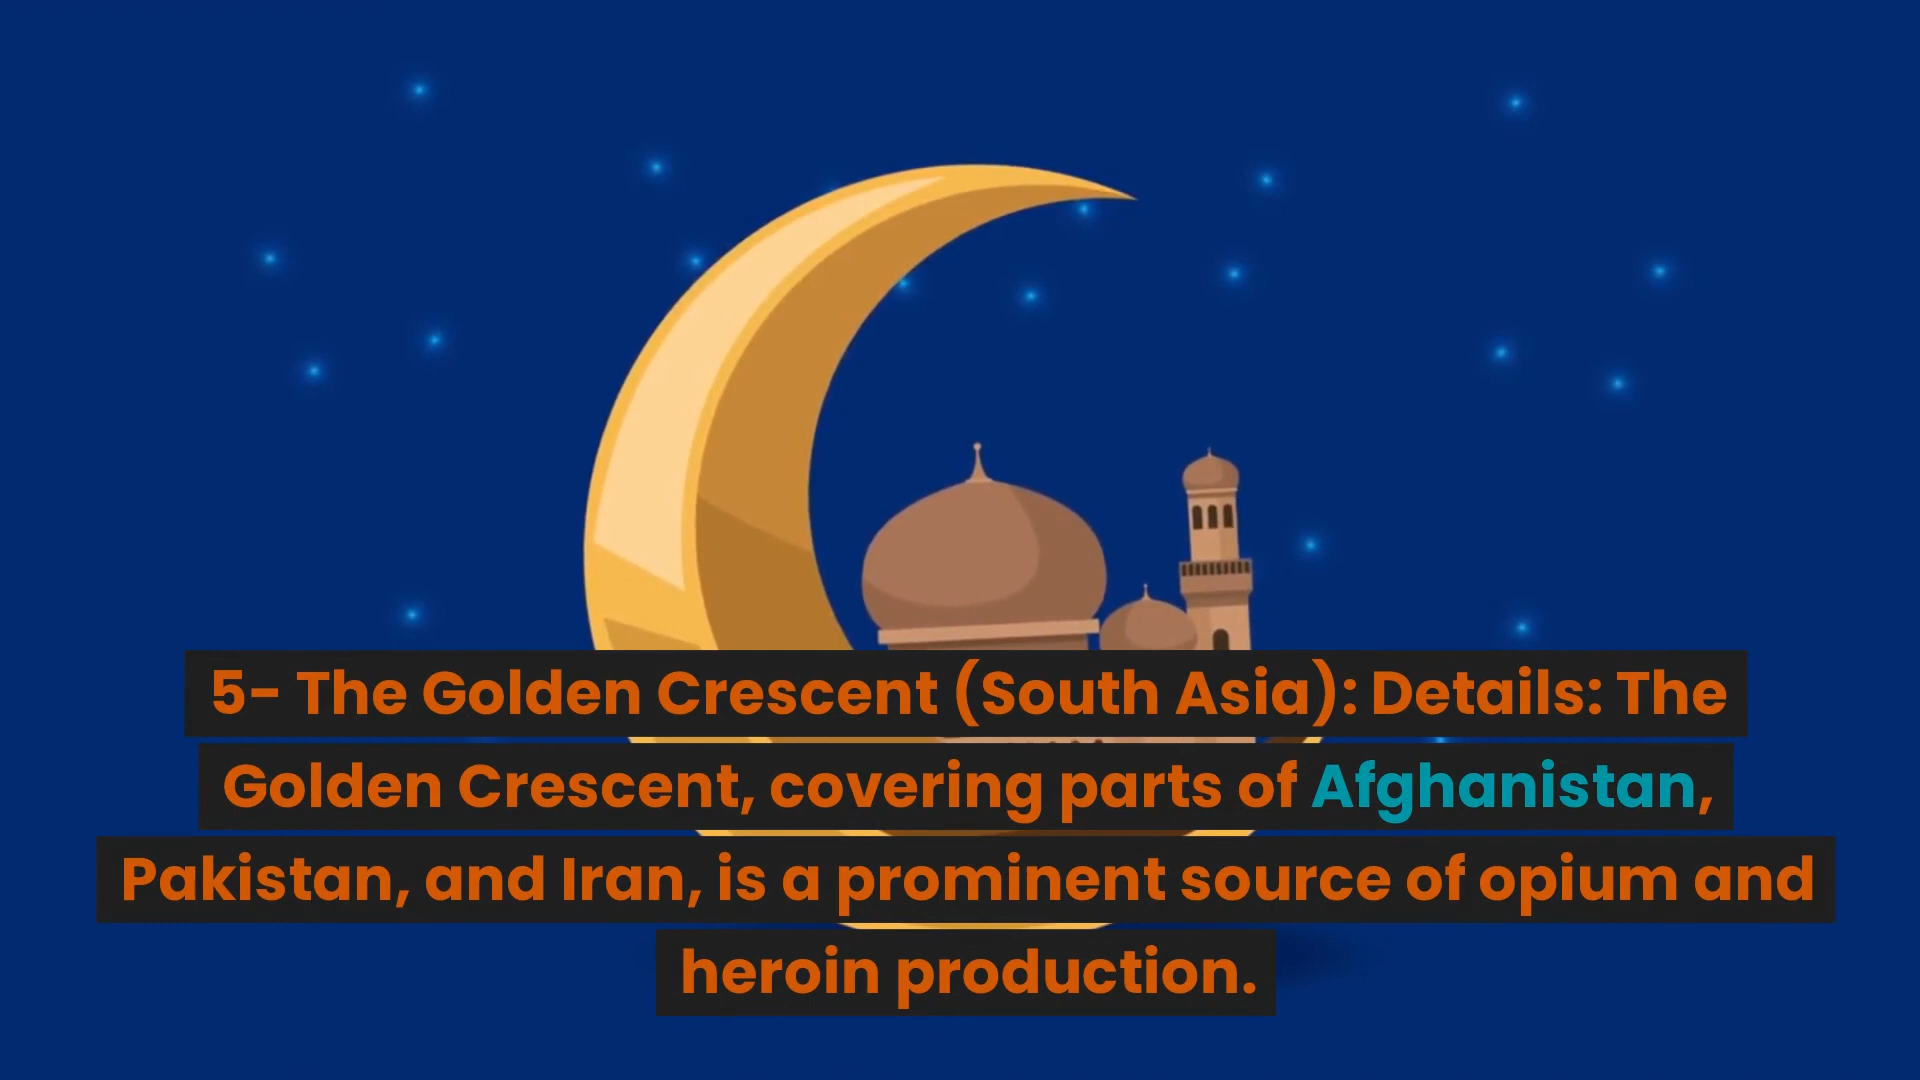 5- The Golden Crescent (South Asia): Details: The
Golden Crescent, covering parts of Afghanistan,
Pakistan, and Iran, is a prominent source of opium and
heroin production.